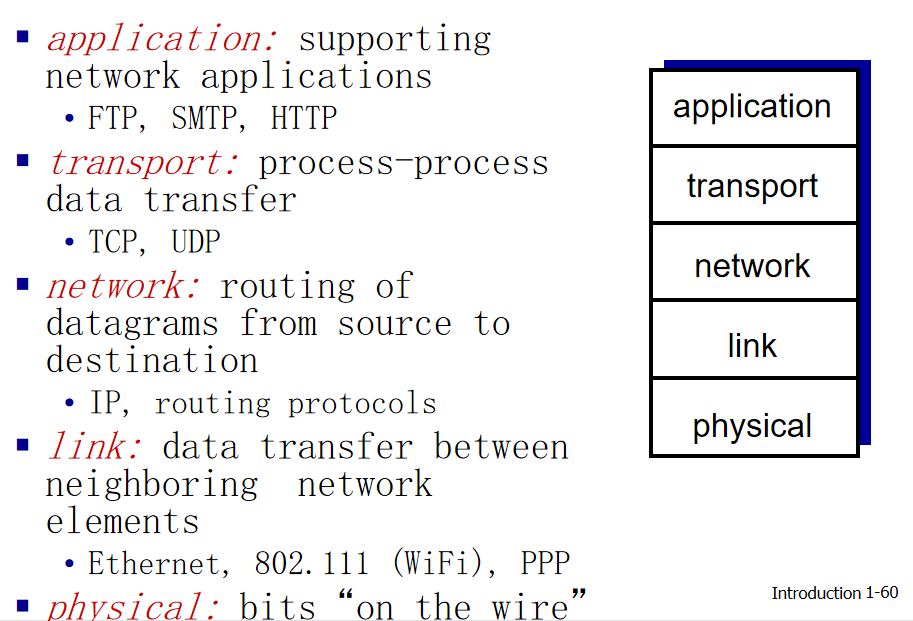 ▪ application: supporting
network applications
• FTP, SMTP, HTTP
▪ transport: process-process
data transfer
• TCP, UDP
▪ network: routing of
datagrams from source to
destination
• IP, routing protocols
▪ link: data transfer between
neighboring network
elements
• Ethernet, 802.111 (WiFi), PPP
▪ physical: bits “on the wire”
application
transport
network
link
physical
Introduction 1-60